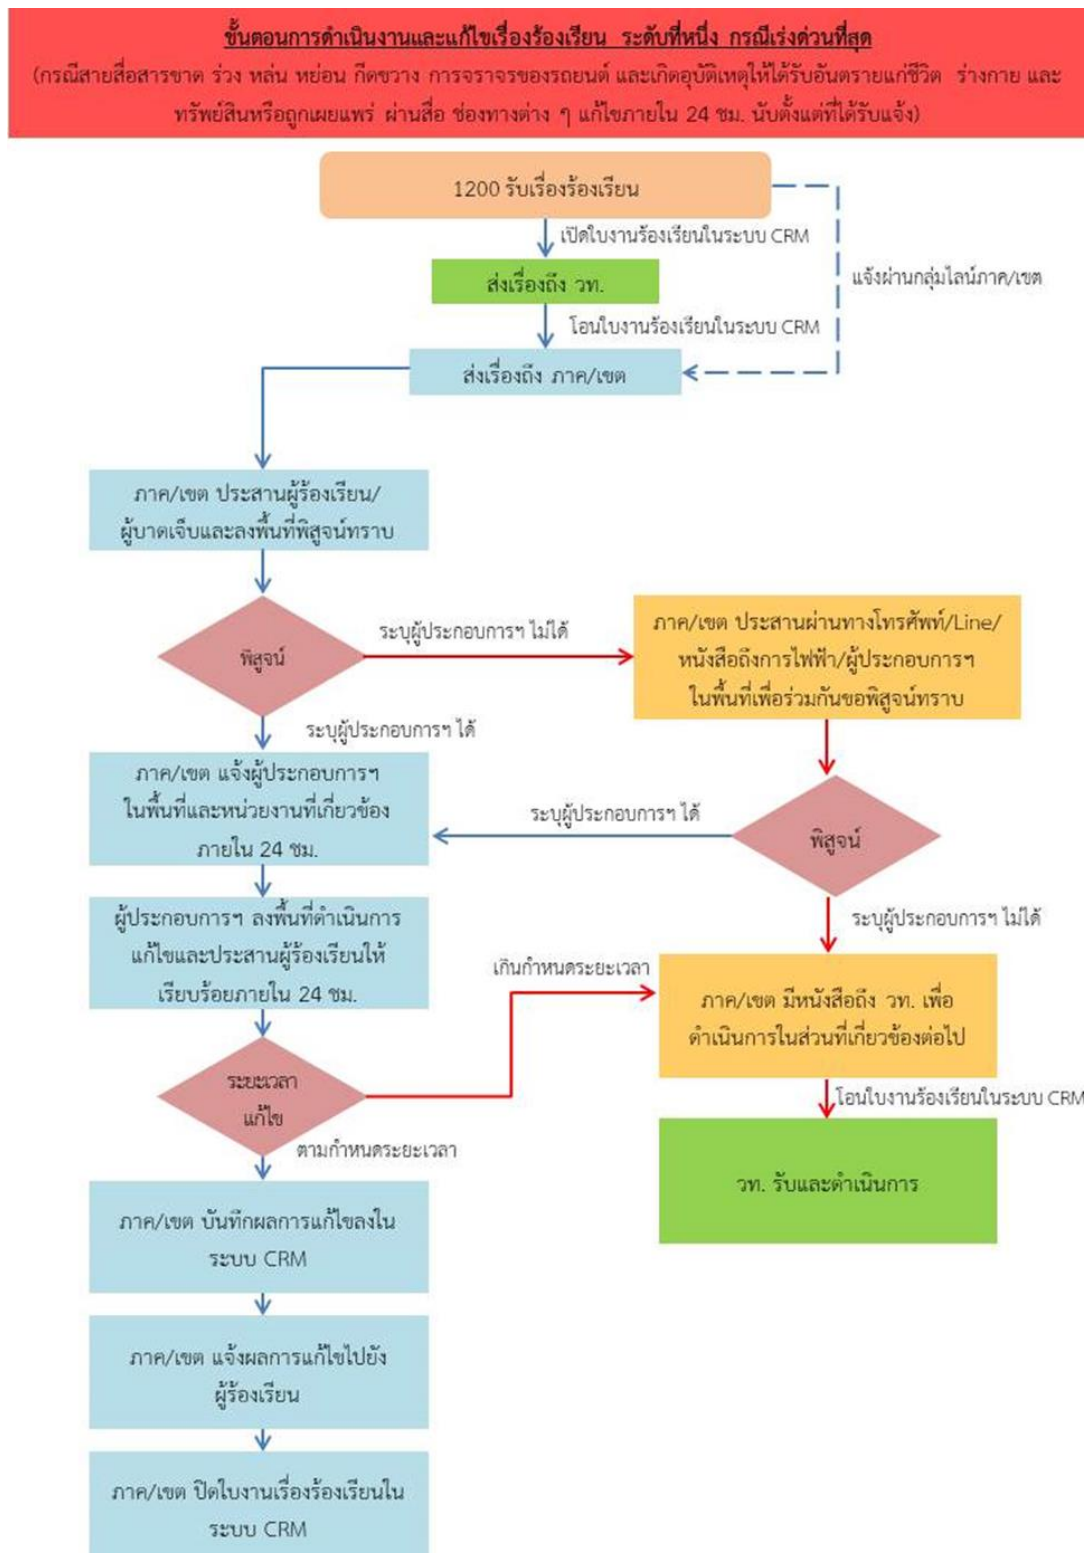 ขั้นตอนการดำเนินงานและแก้ไขเรื่องร้องเรียน ระดับที่หนึ่ง กรณีเร่งด่วนที่สุด
(กรณีสายสื่อสารขาด ร่วง หล่น หย่อน กีดขวาง การจราจรของรถยนต์ และเกิดอุบัติเหตุให้ได้รับอันตรายแก่ชีวิต ร่างกาย และ
ทรัพย์สินหรือถูกเผยแพร่ ผ่านสื่อ ช่องทางต่าง ๆ แก้ไขภายใน 24 ชม. นับตั้งแต่ที่ได้รับแจ้ง)
1200 รับเรื่องร้องเรียน
เปิดใบงานร้องเรียนในระบบ CRM
แจ้งผ่านกลุ่มไลน์ภาค/เขต
ส่งเรื่องถึง วท.
โอนใบงานร้องเรียนในระบบ CRM
ส่งเรื่องถึง ภาค/เขต
ภาค/เขต ประสานผู้ร้องเรียน/
ผู้บาดเจ็บและลงพื้นที่พิสูจน์ทราบ
พิสูจน์
ระบุผู้ประกอบการฯ ไม่ได้
ภาค/เขต ประสานผ่านทางโทรศัพท์/Line/
หนังสือถึงการไฟฟ้า/ผู้ประกอบการฯ
ในพื้นที่เพื่อร่วมกันขอพิสูจน์ทราบ
ระบุผู้ประกอบการฯ ได้
ภาค/เขต แจ้งผู้ประกอบการฯ
ในพื้นที่และหน่วยงานที่เกี่ยวข้อง
ภายใน 24 ชม.
ระบุผู้ประกอบการฯ ได้
พิสูจน์
ระบุผู้ประกอบการฯ ไม่ได้
ผู้ประกอบการฯ ลงพื้นที่ดำเนินการ
แก้ไขและประสานผู้ร้องเรียนให้
เรียบร้อยภายใน 24 ชม.
เกินกำหนดระยะเวลา
ภาค/เขต มีหนังสือถึง วท. เพื่อ
ดำเนินการในส่วนที่เกี่ยวข้องต่อไป
ระยะเวลา
แก้ไข
ตามกำหนดระยะเวลา
โอนใบงานร้องเรียนในระบบ CRM
วท. รับและดำเนินการ
ภาค/เขต บันทึกผลการแก้ไขลงใน
ระบบ CRM
ภาค/เขต แจ้งผลการแก้ไขไปยัง
ผู้ร้องเรียน
ภาค/เขต ปิดใบงานเรื่องร้องเรียนใน
ระบบ CRM